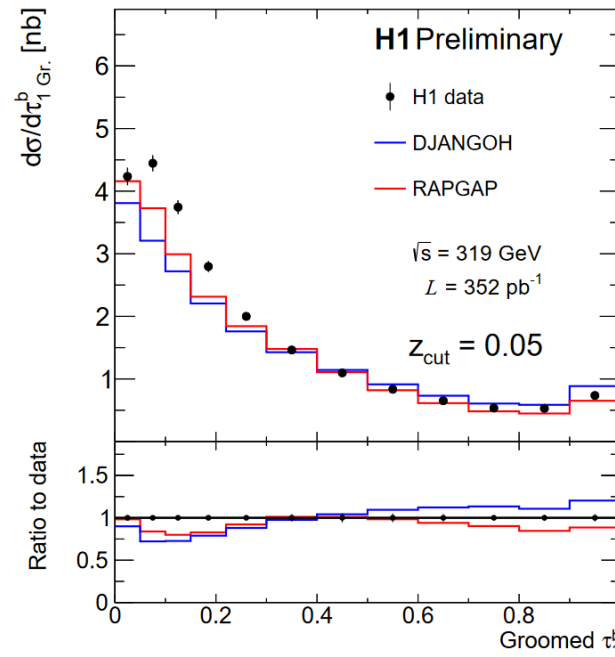 dσ/dτ₁ᵇ Gr. [nb]
H1 Preliminary
H1 data
DJANGOH
RAPGAP
√s = 319 GeV
L = 352 pb⁻¹
z_cut = 0.05
6
5
4
3
2
1
Ratio to data
1.5
1
0.5
0
0 0.2 0.4 0.6 0.8 1
Groomed τ